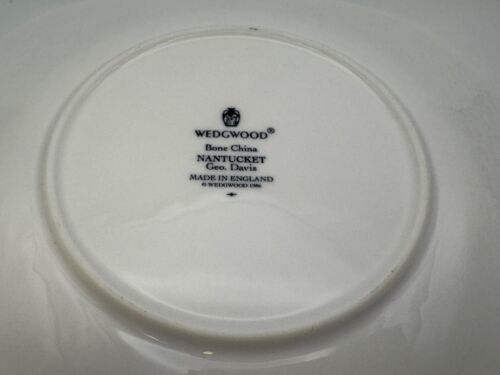 WEDGWOOD®
Bone China
NANTUCKET
Geo. Davis
MADE IN ENGLAND
© WEDGWOOD 1986